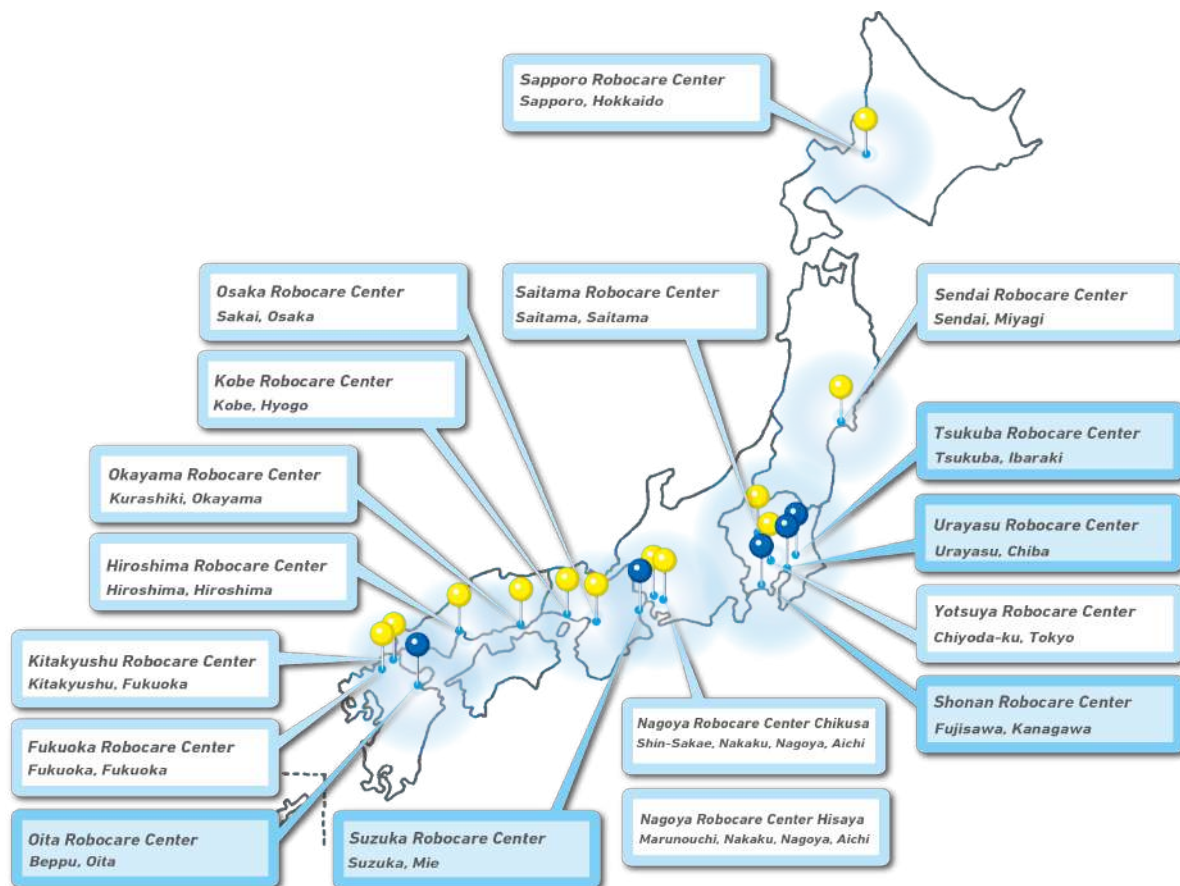 Sapporo Robocare Center
Sapporo, Hokkaido
Osaka Robocare Center
Sakai, Osaka
Saitama Robocare Center
Saitama, Saitama
Sendai Robocare Center
Sendai, Miyagi
Kobe Robocare Center
Kobe, Hyogo
Tsukuba Robocare Center
Tsukuba, Ibaraki
Okayama Robocare Center
Kurashiki, Okayama
Urayasu Robocare Center
Urayasu, Chiba
Hiroshima Robocare Center
Hiroshima, Hiroshima
Yotsuya Robocare Center
Chiyoda-ku, Tokyo
Kitakyushu Robocare Center
Kitakyushu, Fukuoka
Shonan Robocare Center
Fujisawa, Kanagawa
Nagoya Robocare Center Chikusa
Shin-Sakae, Nakaku, Nagoya, Aichi
Fukuoka Robocare Center
Fukuoka, Fukuoka
Nagoya Robocare Center Hisaya
Marunouchi, Nakaku, Nagoya, Aichi
Oita Robocare Center
Beppu, Oita
Suzuka Robocare Center
Suzuka, Mie